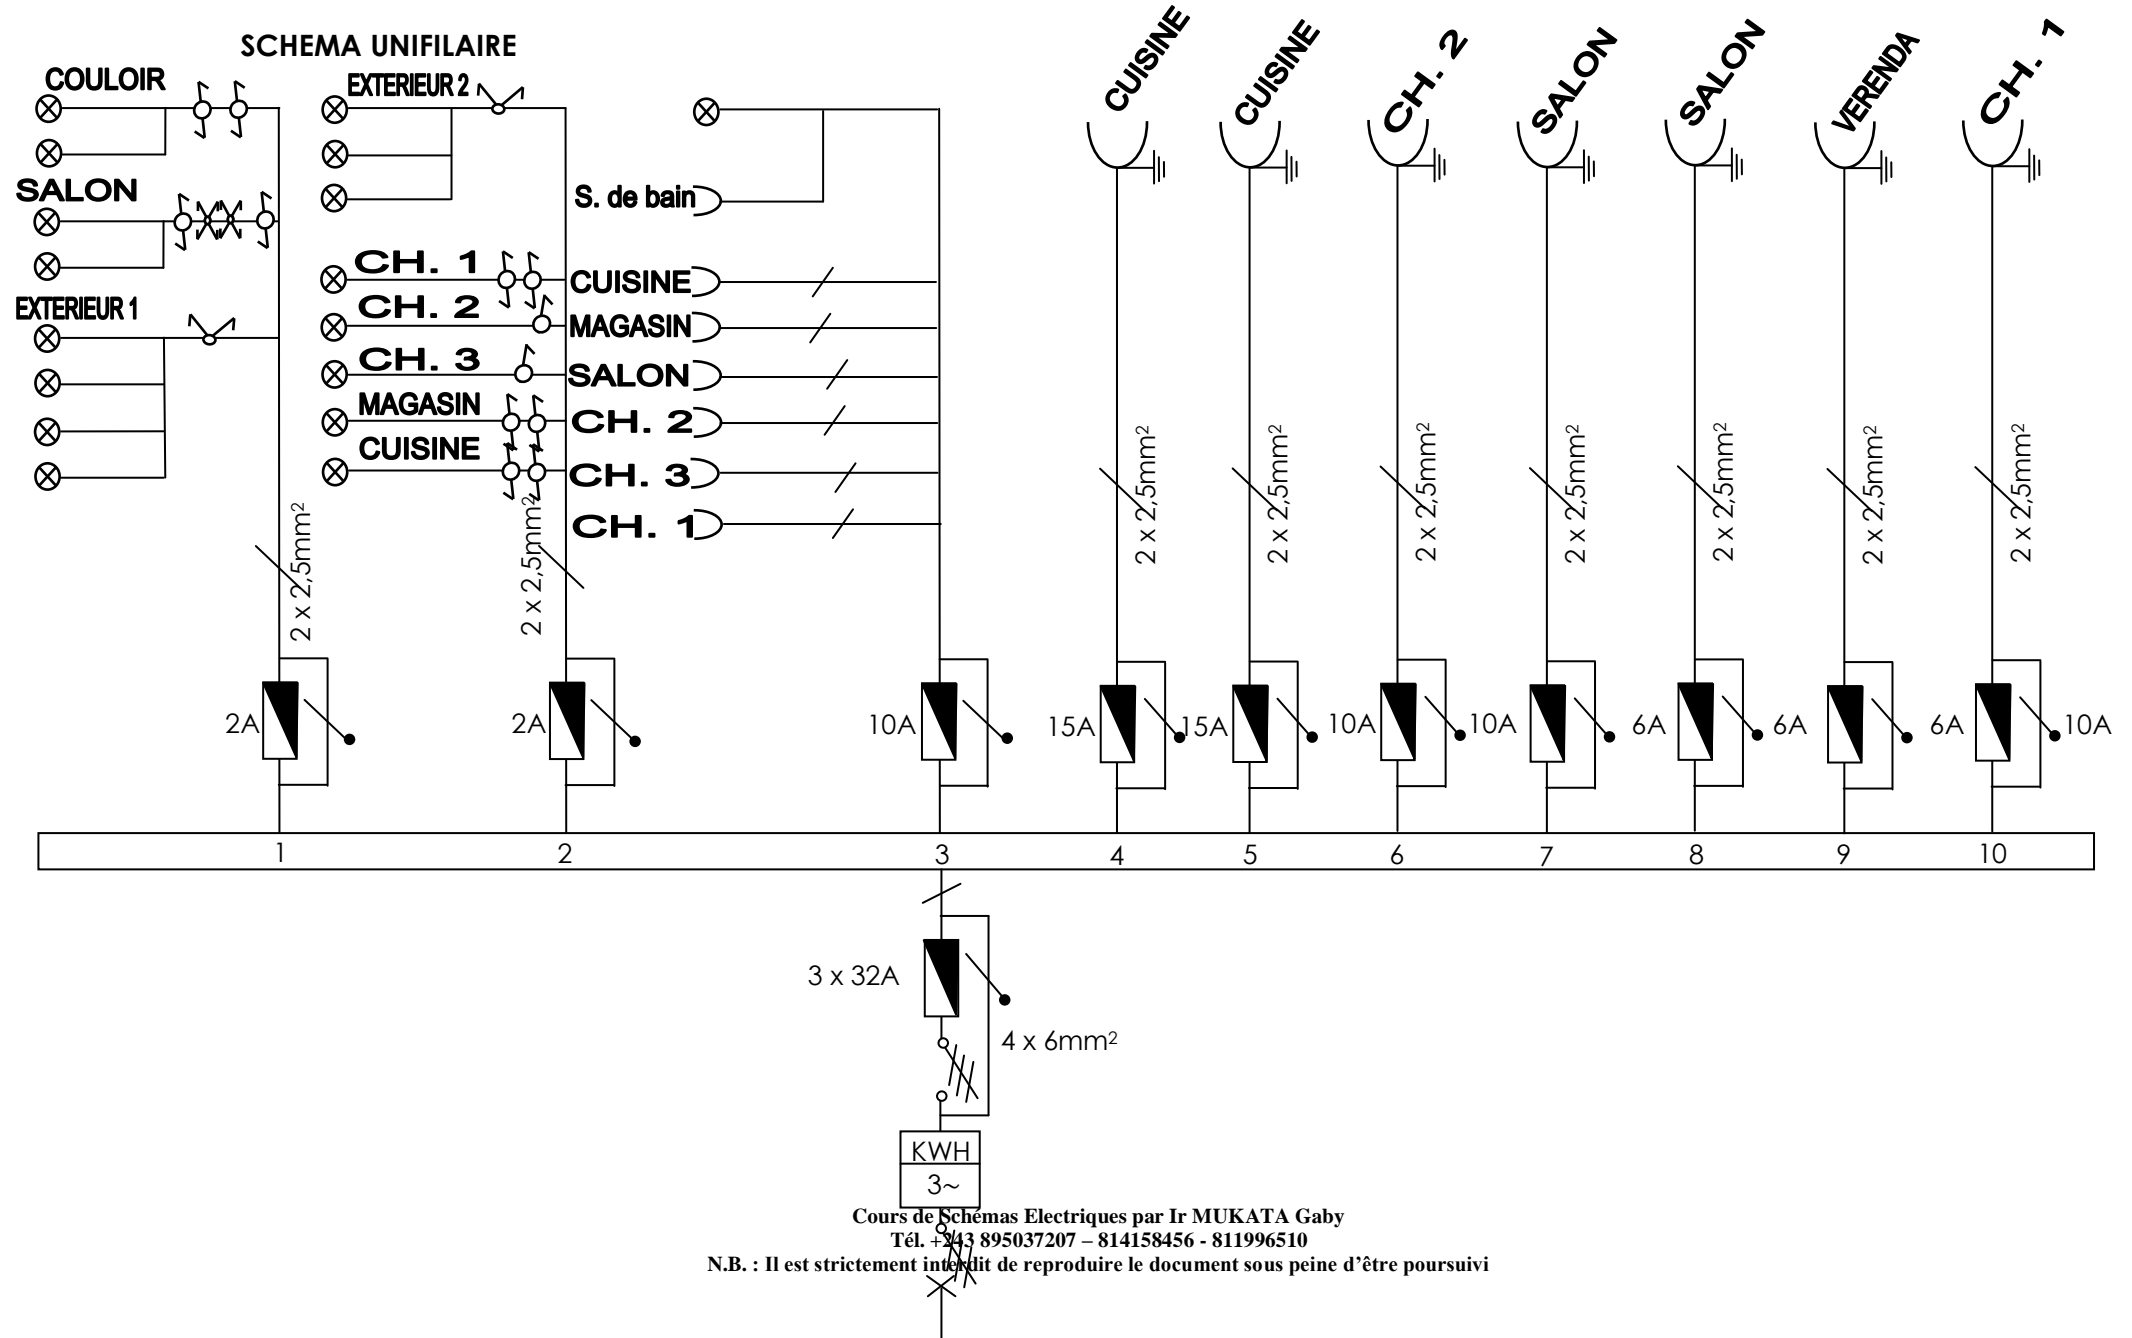 SCHEMA UNIFILAIRE
COULOIR
SALON
EXTERIEUR 1
2 x 2,5mm²
EXTERIEUR 2
CH. 1
CH. 2
CH. 3
MAGASIN
CUISINE
2 x 2,5mm²
S. de bain
CUISINE
MAGASIN
SALON
CH. 2
CH. 3
CH. 1
CUISINE
CUISINE
CH. 2
SALON
SALON
VERENDA
CH. 1
2 x 2,5mm²
2 x 2,5mm²
2 x 2,5mm²
2 x 2,5mm²
2 x 2,5mm²
2 x 2,5mm²
2 x 2,5mm²
2A
2A
10A
15A
15A
10A
10A
6A
6A
6A
10A
1 2 3 4 5 6 7 8 9 10
3 x 32A
4 x 6mm²
KWH
3~
Cours de Schémas Electriques par Ir MUKATA Gaby
Tél. +243 895037207 – 814158456 - 811996510
N.B. : Il est strictement interdit de reproduire le document sous peine d'être poursuivi